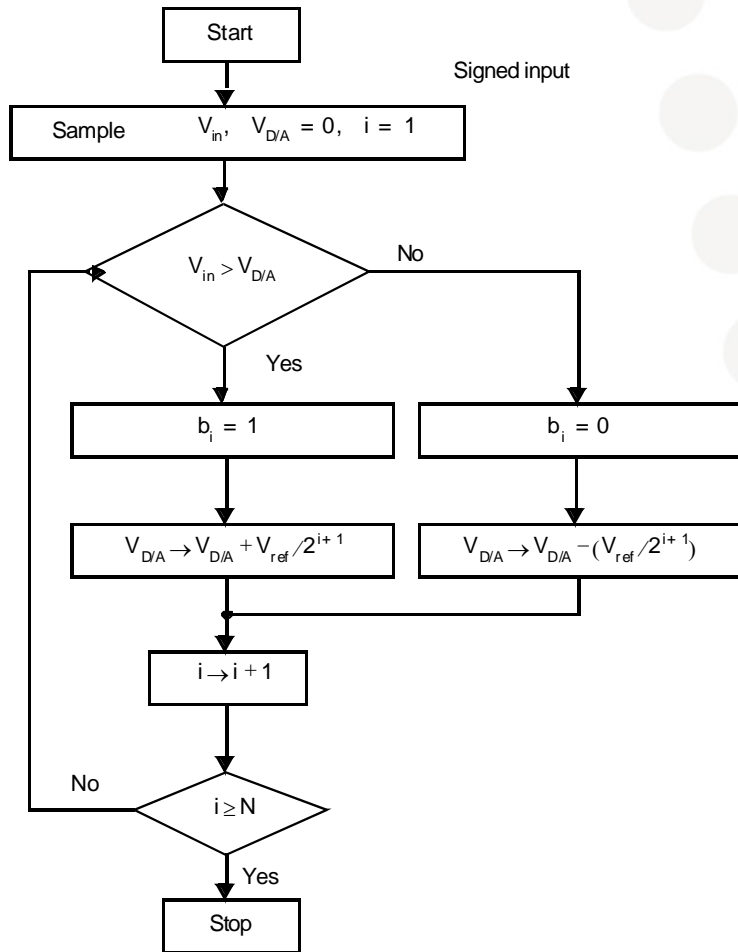 Start
Signed input
Sample V_in, V_D/A = 0, i = 1
V_in > V_D/A
No
Yes
b_i = 1
b_i = 0
V_D/A → V_D/A + V_ref/2^{i+1}
V_D/A → V_D/A − (V_ref/2^{i+1})
i → i + 1
No
i ≥ N
Yes
Stop